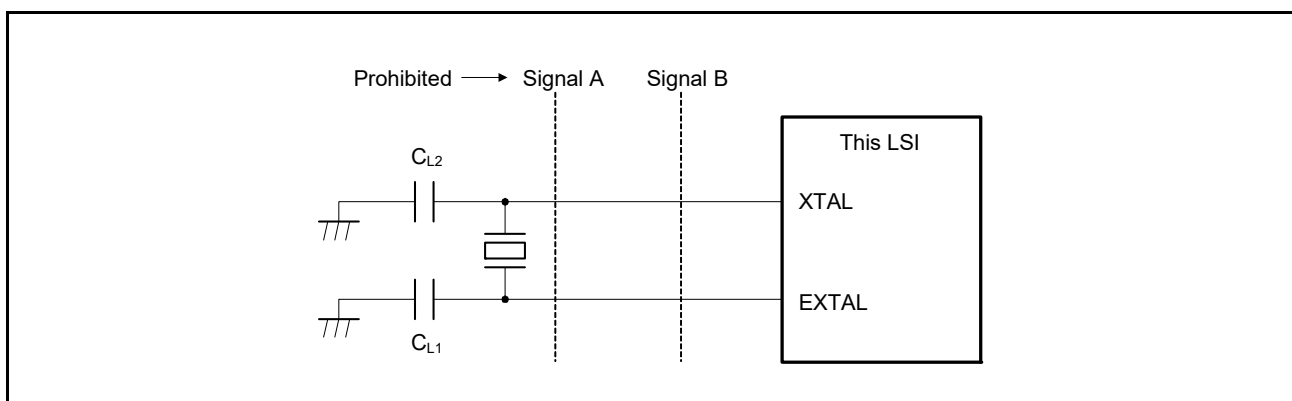 Prohibited → Signal A Signal B
This LSI
CL2
XTAL
EXTAL
CL1